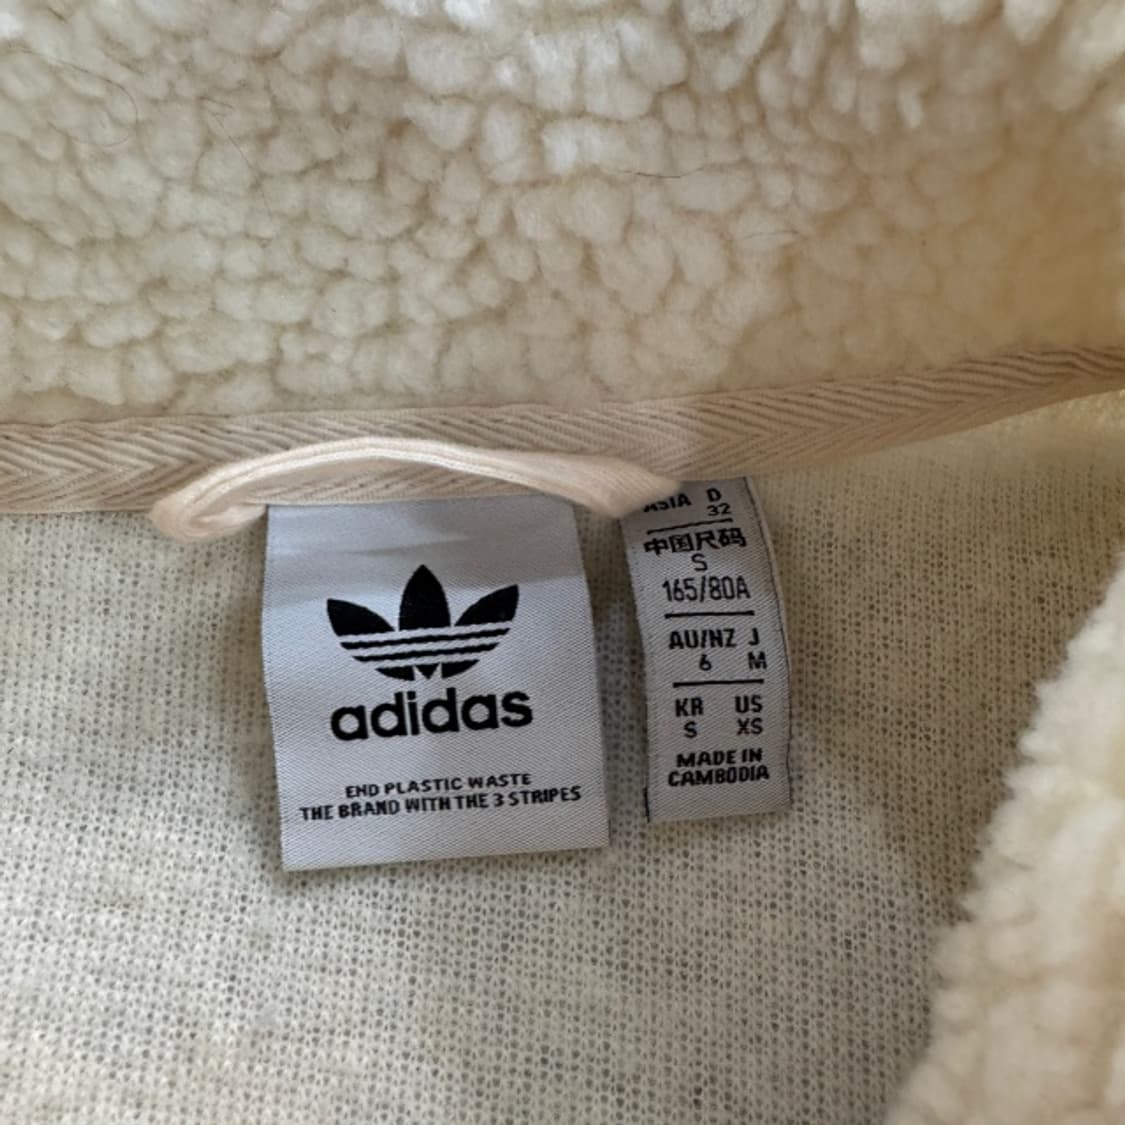 adidas
END PLASTIC WASTE
THE BRAND WITH THE 3 STRIPES
ASIA D
32
中国尺码
S
165/80A
AU/NZ J
6 M
KR US
S XS
MADE IN
CAMBODIA